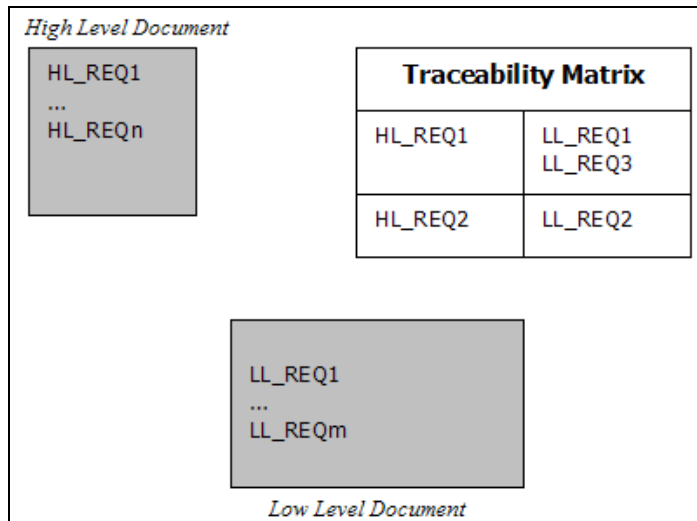 High Level Document
HL_REQ1
...
HL_REQn
Traceability Matrix
HL_REQ1 LL_REQ1
LL_REQ3
HL_REQ2 LL_REQ2
LL_REQ1
...
LL_REQm
Low Level Document